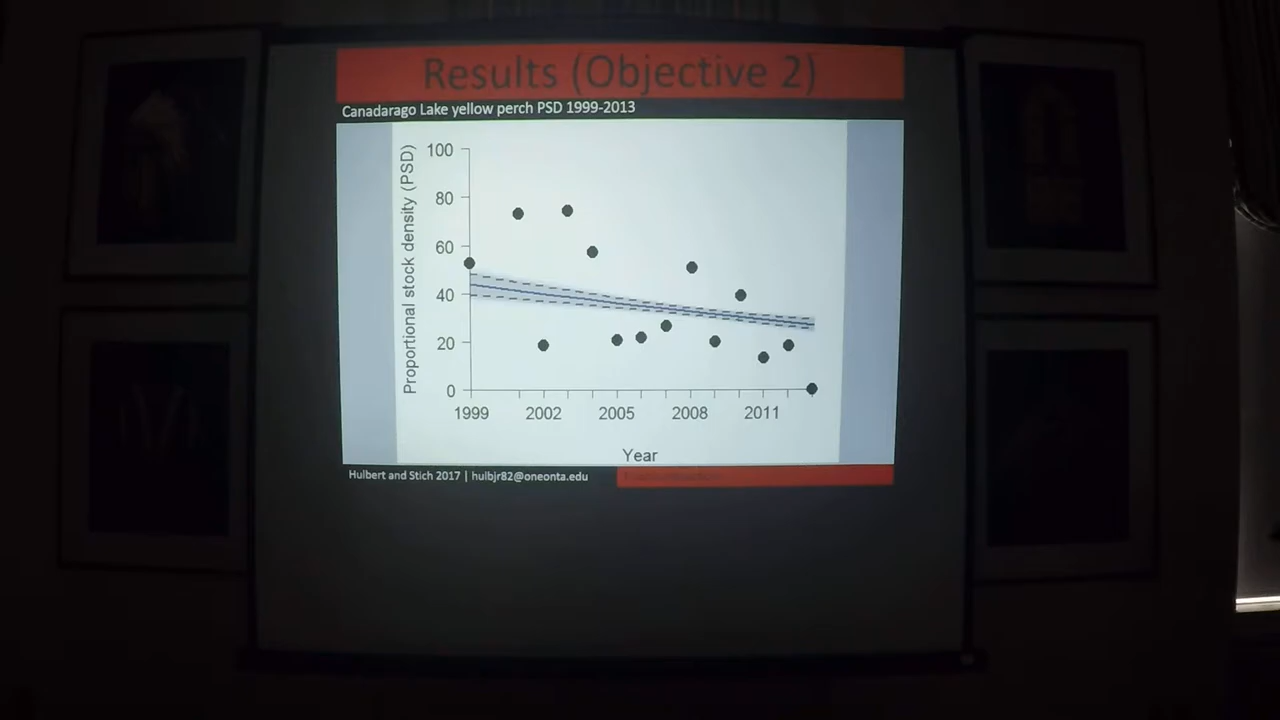 Results (Objective 2)
Canadarago Lake yellow perch PSD 1999-2013
Proportional stock density (PSD)
100
80
60
40
20
0
1999 2002 2005 2008 2011
Year
Hulbert and Stich 2017 | hulbjr82@oneonta.edu